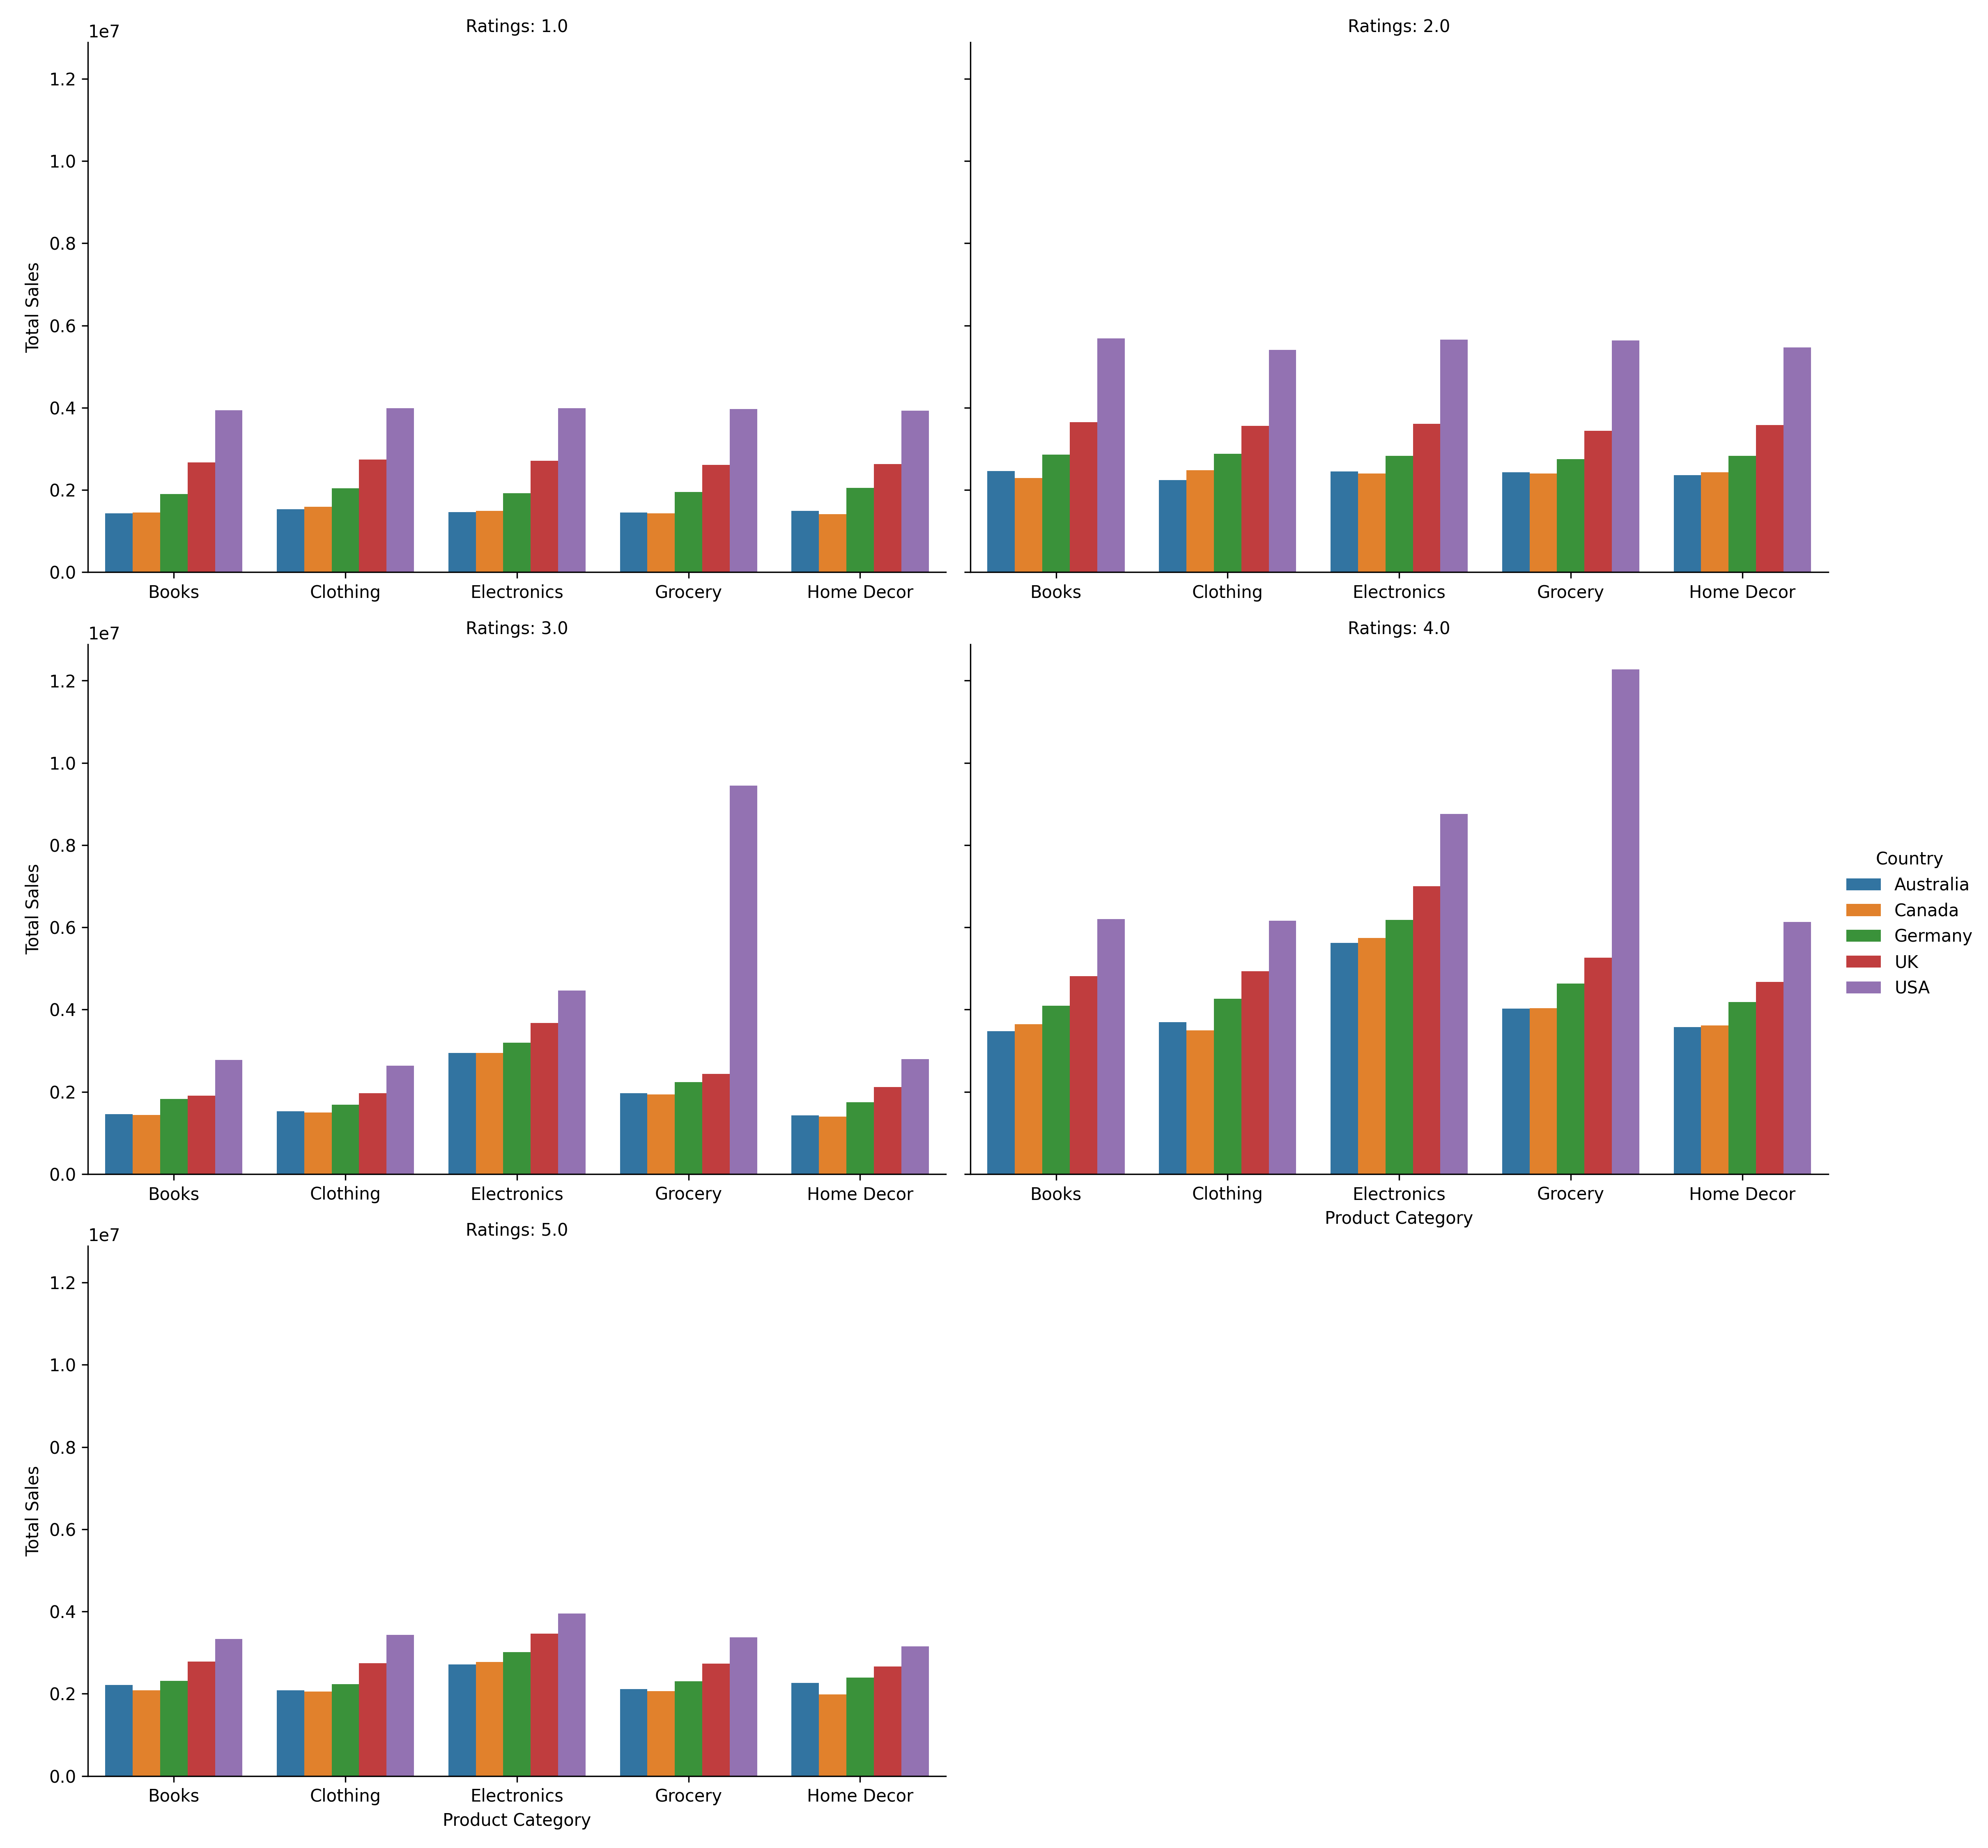 Ratings: 1.0
Ratings: 2.0
1e7
1.2
1.0
0.8
0.6
0.4
0.2
0.0
Total Sales
Books Clothing Electronics Grocery Home Decor
Books Clothing Electronics Grocery Home Decor
Ratings: 3.0
Ratings: 4.0
1e7
1.2
1.0
0.8
0.6
0.4
0.2
0.0
Total Sales
Books Clothing Electronics Grocery Home Decor
Books Clothing Electronics Grocery Home Decor
Product Category
Country
Australia
Canada
Germany
UK
USA
Ratings: 5.0
1e7
1.2
1.0
0.8
0.6
0.4
0.2
0.0
Total Sales
Books Clothing Electronics Grocery Home Decor
Product Category